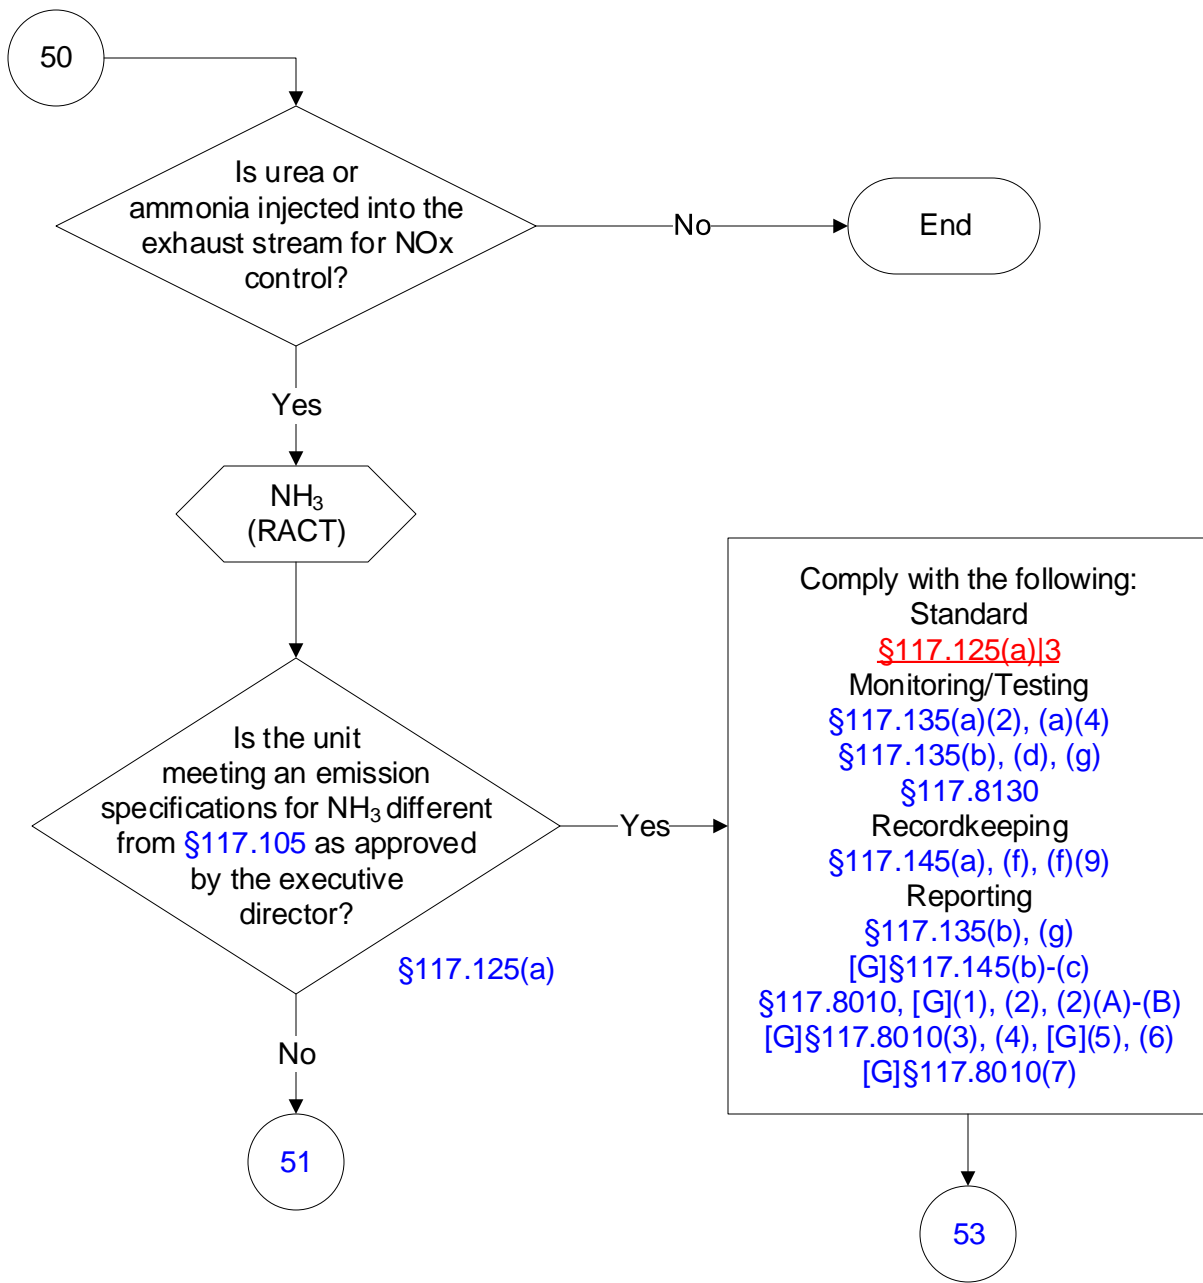 50
Is urea or
ammonia injected into the
exhaust stream for NOx
control?
No
End
Yes
NH₃
(RACT)
Is the unit
meeting an emission
specifications for NH₃ different
from §117.105 as approved
by the executive
director?
§117.125(a)
Yes
Comply with the following:
Standard
§117.125(a)|3
Monitoring/Testing
§117.135(a)(2), (a)(4)
§117.135(b), (d), (g)
§117.8130
Recordkeeping
§117.145(a), (f), (f)(9)
Reporting
§117.135(b), (g)
[G]§117.145(b)-(c)
§117.8010, [G](1), (2), (2)(A)-(B)
[G]§117.8010(3), (4), [G](5), (6)
[G]§117.8010(7)
No
51
53